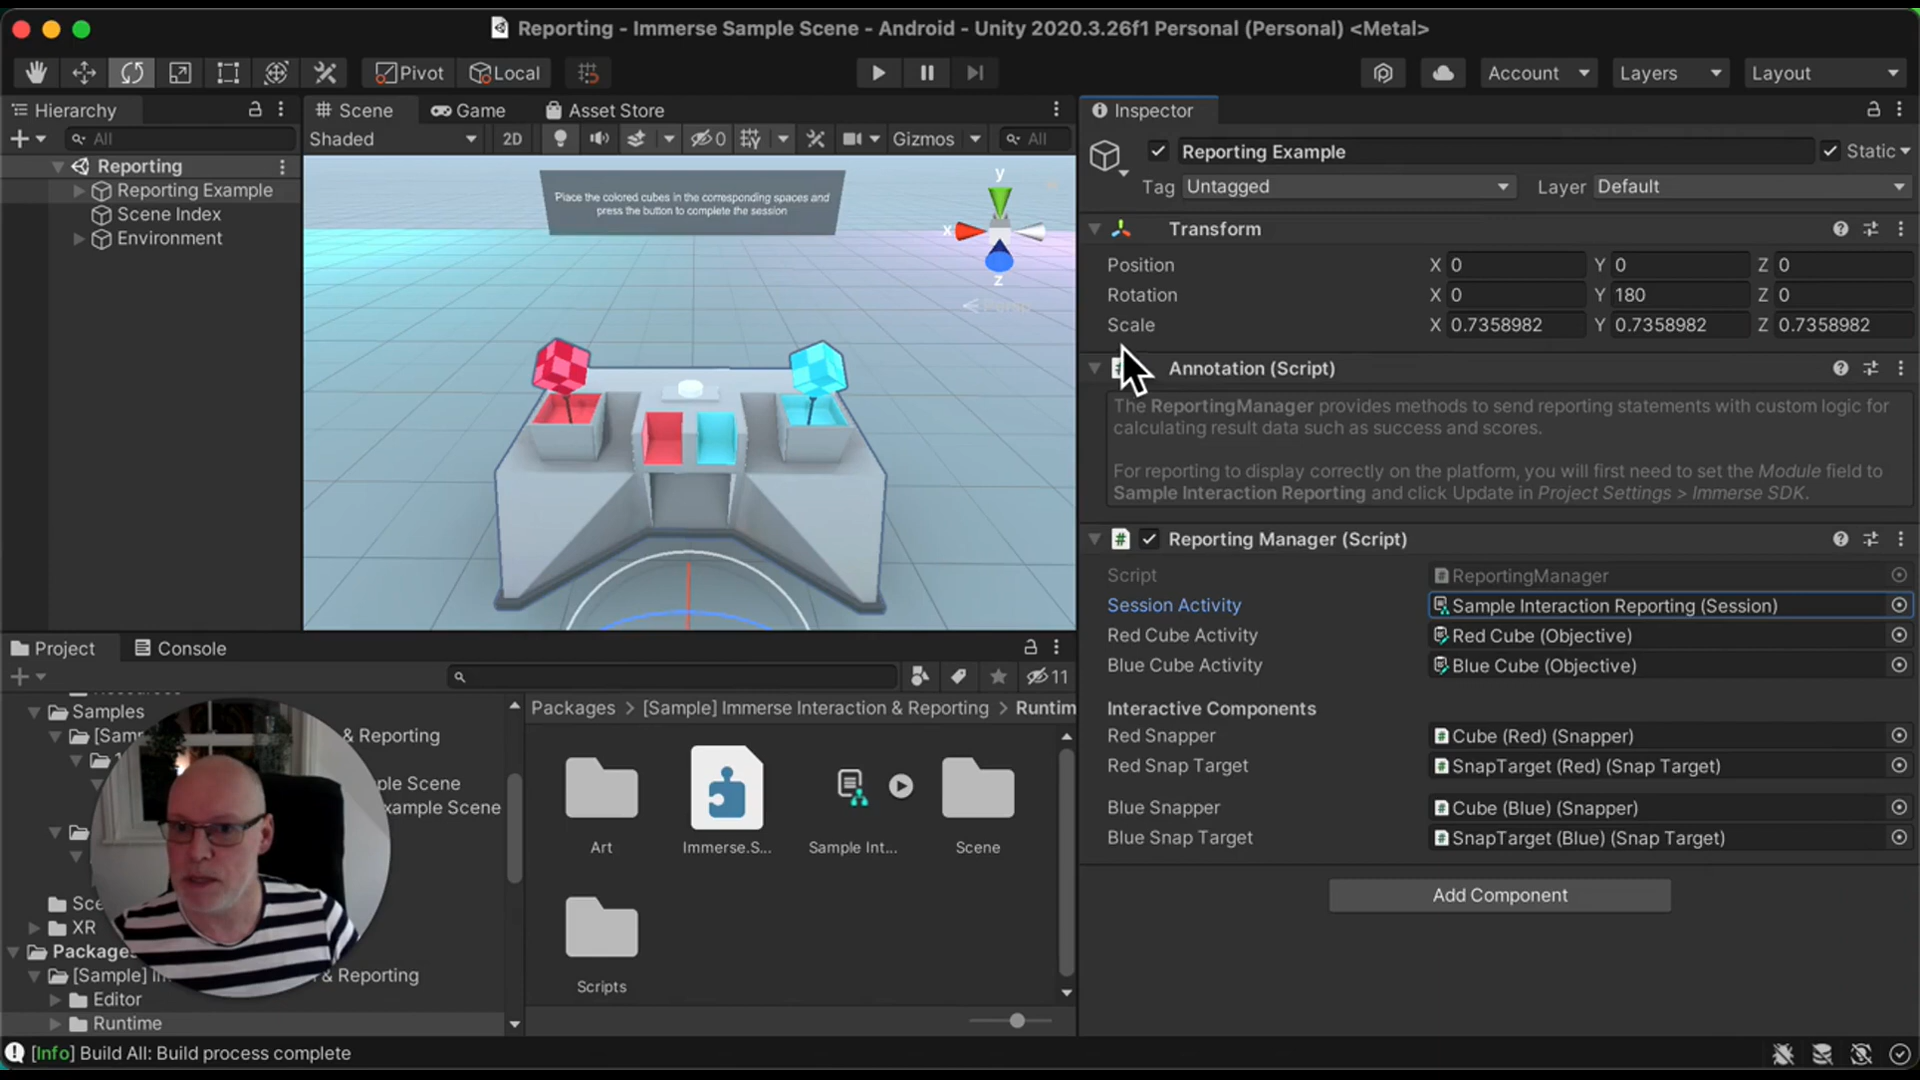 Reporting - Immerse Sample Scene - Android - Unity 2020.3.26f1 Personal (Personal) <Metal>
Pivot Local Account Layers Layout
Hierarchy
All
Reporting
Reporting Example
Scene Index
Environment
Scene Game Asset Store
Shaded 2D 0 Gizmos All
Place the colored cubes in the corresponding spaces and
press the button to complete the session
y
x
z
Persp
Inspector
Reporting Example Static
Tag Untagged Layer Default
Transform
Position X 0 Y 0 Z 0
Rotation X 0 Y 180 Z 0
Scale X 0.7358982 Y 0.7358982 Z 0.7358982
Annotation (Script)
The ReportingManager provides methods to send reporting statements with custom logic for
calculating result data such as success and scores.
For reporting to display correctly on the platform, you will first need to set the Module field to
Sample Interaction Reporting and click Update in Project Settings > Immerse SDK.
Reporting Manager (Script)
Script ReportingManager
Session Activity Sample Interaction Reporting (Session)
Red Cube Activity Red Cube (Objective)
Blue Cube Activity Blue Cube (Objective)
Interactive Components
Red Snapper Cube (Red) (Snapper)
Red Snap Target SnapTarget (Red) (Snap Target)
Blue Snapper Cube (Blue) (Snapper)
Blue Snap Target SnapTarget (Blue) (Snap Target)
Add Component
Project Console
11
Samples
[Sam & Reporting
1
ple Scene
xample Scene
Sce
XR
Packages
[Sample] I & Reporting
Editor
Runtime
Packages > [Sample] Immerse Interaction & Reporting > Runtim
Art Immerse.S... Sample Int... Scene
Scripts
[Info] Build All: Build process complete